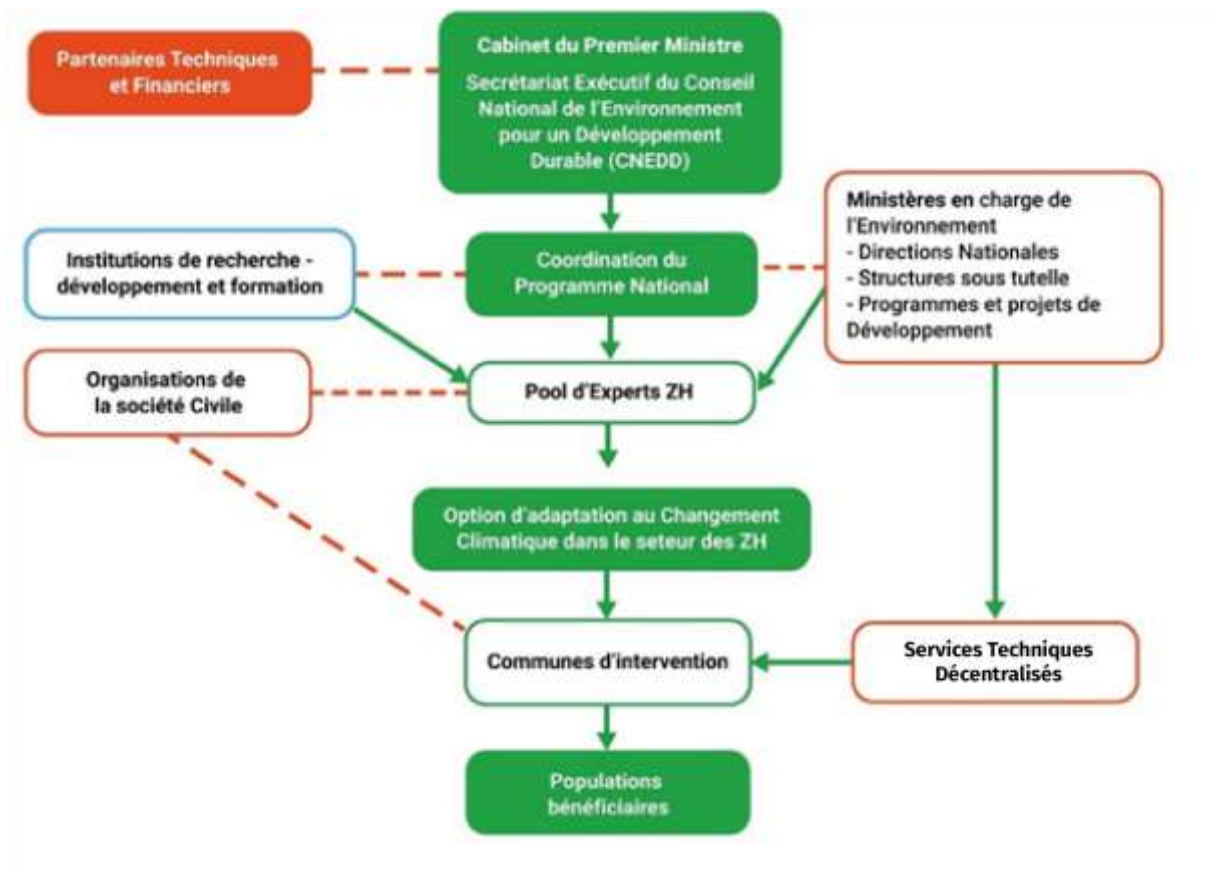 Partenaires Techniques
et Financiers
Cabinet du Premier Ministre
Secrétariat Exécutif du Conseil
National de l'Environnement
pour un Développement
Durable (CNEDD)
Ministères en charge de
l'Environnement
- Directions Nationales
- Structures sous tutelle
- Programmes et projets de
Développement
Institutions de recherche -
développement et formation
Coordination du
Programme National
Organisations de
la société Civile
Pool d'Experts ZH
Option d'adaptation au Changement
Climatique dans le seteur des ZH
Communes d'intervention
Services Techniques
Décentralisés
Populations
bénéficiaires